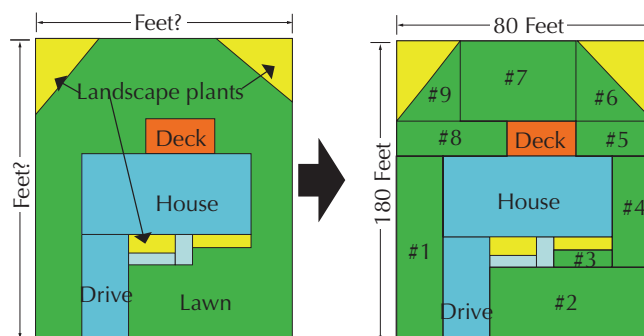 Feet?
Feet?
Landscape plants
Deck
House
Drive
Lawn
80 Feet
180 Feet
#9
#7
#6
#8
Deck
#5
House
#4
#1
#3
#2
Drive